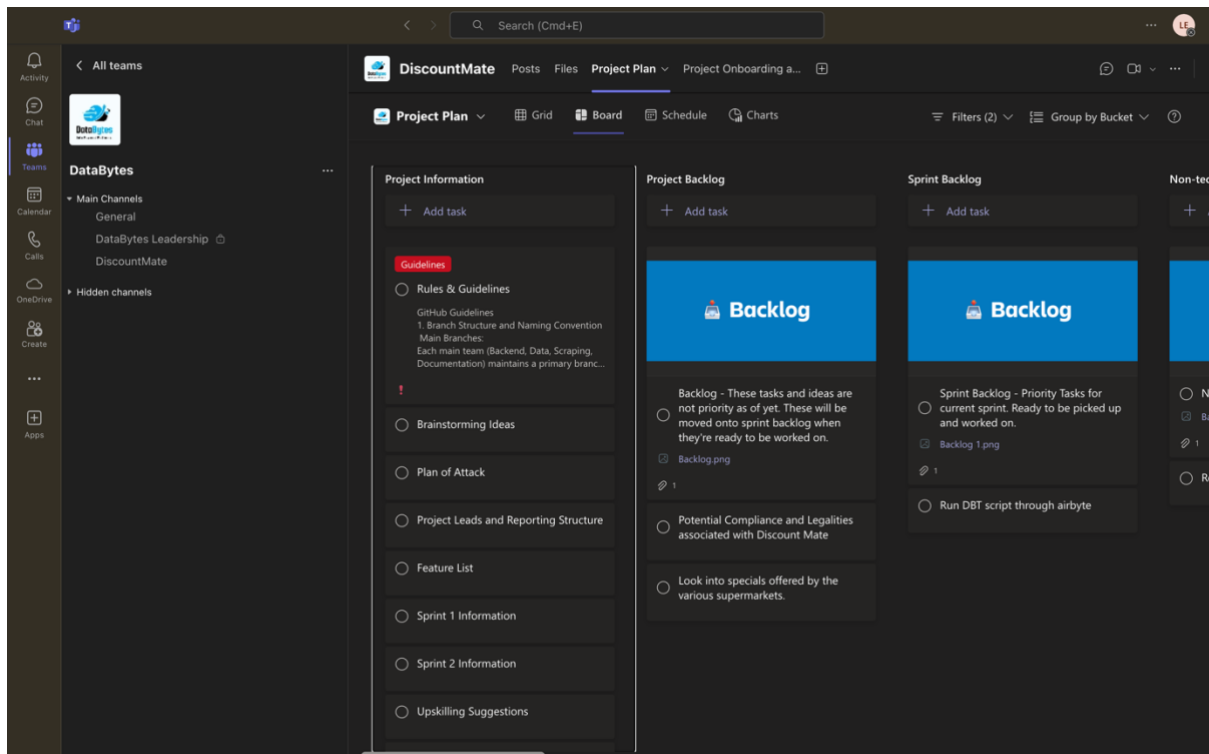 Search (Cmd+E)
LE
Activity
Chat
Teams
Calendar
Calls
OneDrive
Create
Apps
All teams
DataBytes
DataBytes
Main Channels
General
DataBytes Leadership
DiscountMate
Hidden channels
DiscountMate Posts Files Project Plan Project Onboarding a...
Project Plan Grid Board Schedule Charts Filters (2) Group by Bucket
Project Information
Add task
Guidelines
Rules & Guidelines
GitHub Guidelines
1. Branch Structure and Naming Convention
Main Branches:
Each main team (Backend, Data, Scraping,
Documentation) maintains a primary branc...
Brainstorming Ideas
Plan of Attack
Project Leads and Reporting Structure
Feature List
Sprint 1 Information
Sprint 2 Information
Upskilling Suggestions
Project Backlog
Add task
Backlog
Backlog - These tasks and ideas are
not priority as of yet. These will be
moved onto sprint backlog when
they're ready to be worked on.
Backlog.png
1
Potential Compliance and Legalities
associated with Discount Mate
Look into specials offered by the
various supermarkets.
Sprint Backlog
Add task
Backlog
Sprint Backlog - Priority Tasks for
current sprint. Ready to be picked up
and worked on.
Backlog 1.png
1
Run DBT script through airbyte
Non-tec
1